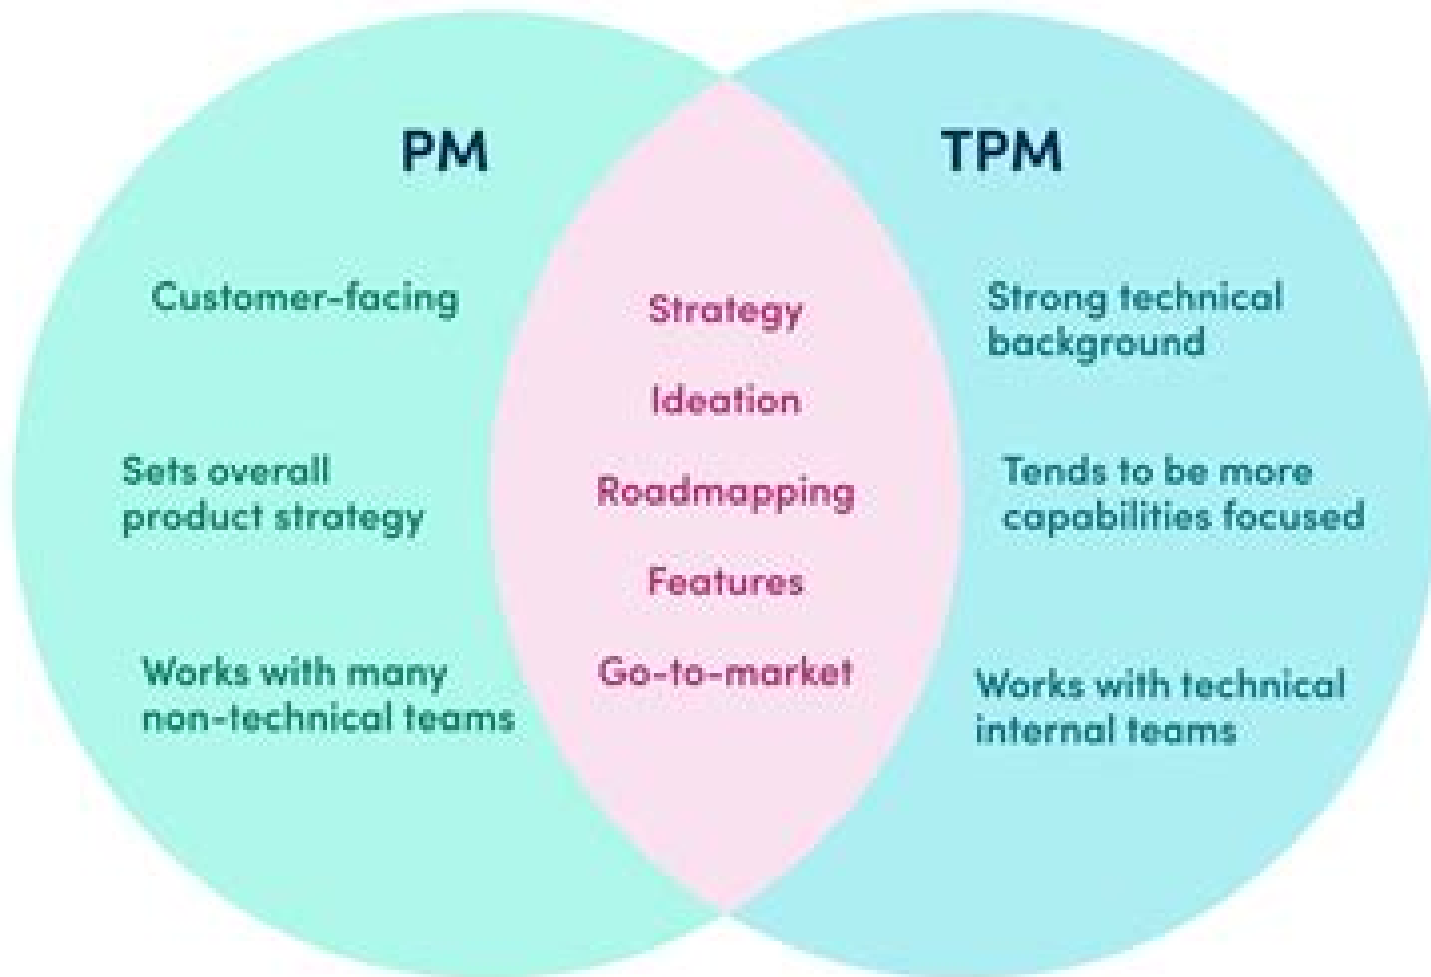 PM
Customer-facing
Sets overall
product strategy
Works with many
non-technical teams
Strategy
Ideation
Roadmapping
Features
Go-to-market
TPM
Strong technical
background
Tends to be more
capabilities focused
Works with technical
internal teams